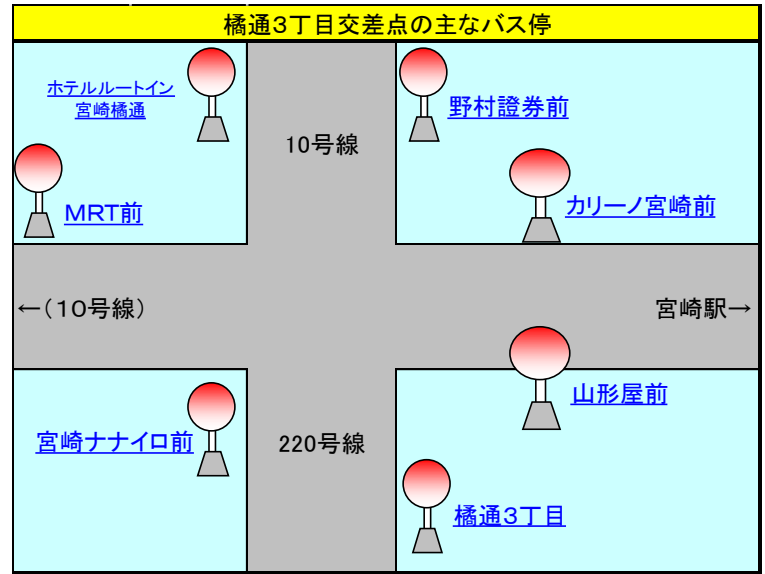 橘通３丁目交差点の主なバス停
ホテルルートイン
宮崎橘通
野村證券前
10号線
MRT前
カリーノ宮崎前
←（１０号線）
宮崎駅→
山形屋前
宮崎ナナイロ前
220号線
橘通３丁目